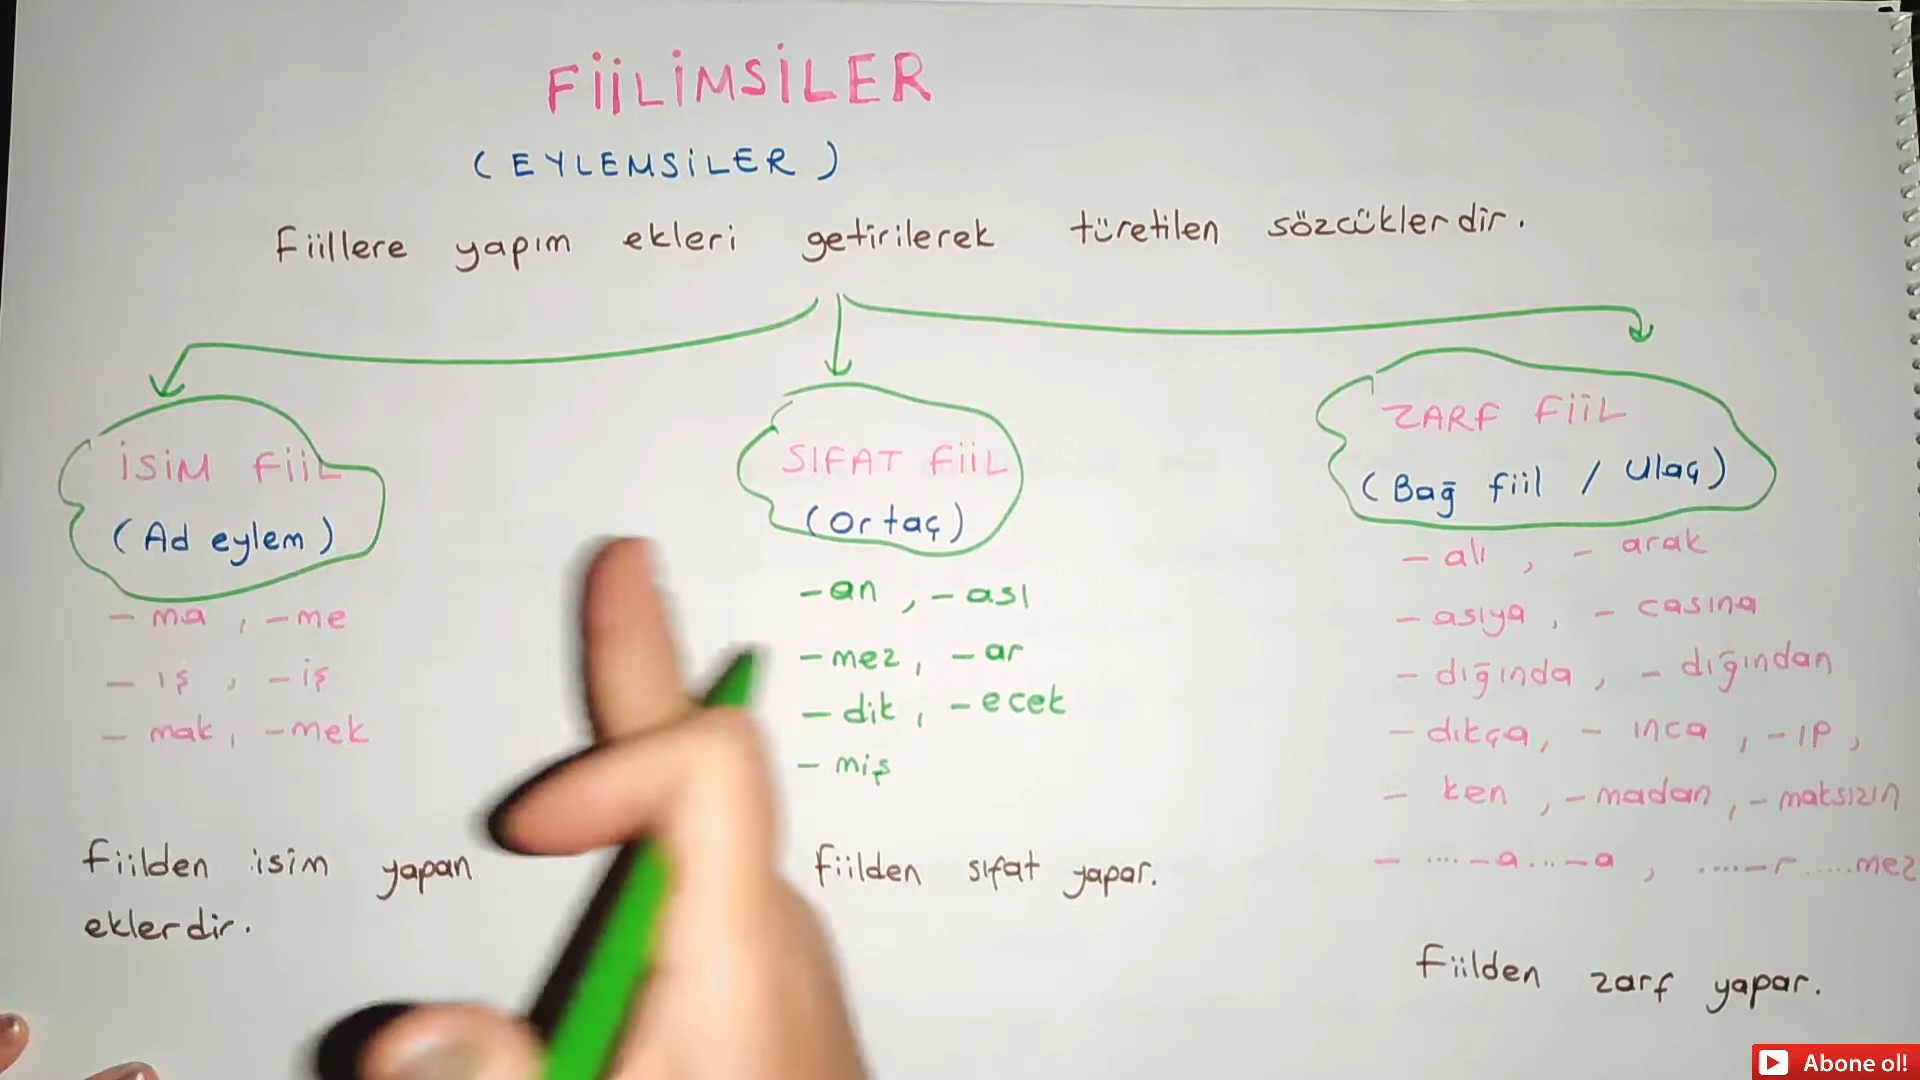 FİİLİMSİLER
(EYLEMSİLER)
Fiillere yapım ekleri getirilerek türetilen sözcüklerdir.
İSİM FİİL
(Ad eylem)
-ma, -me
-ış, -iş
-mak, -mek
Fiilden isim yapan
eklerdir.
SIFAT FİİL
(Ortaç)
-an, -ası
-mez, -ar
-dik, -ecek
-miş
Fiilden sıfat yapar.
ZARF FİİL
(Bağ fiil / Ulaç)
-alı, -arak
-asıya, -casına
-dığında, -dığından
-dıkça, -ınca, -ıp,
-ken, -madan, -maksızın
- ....-a...-a, ....-r.....mez
Fiilden zarf yapar.
Abone ol!